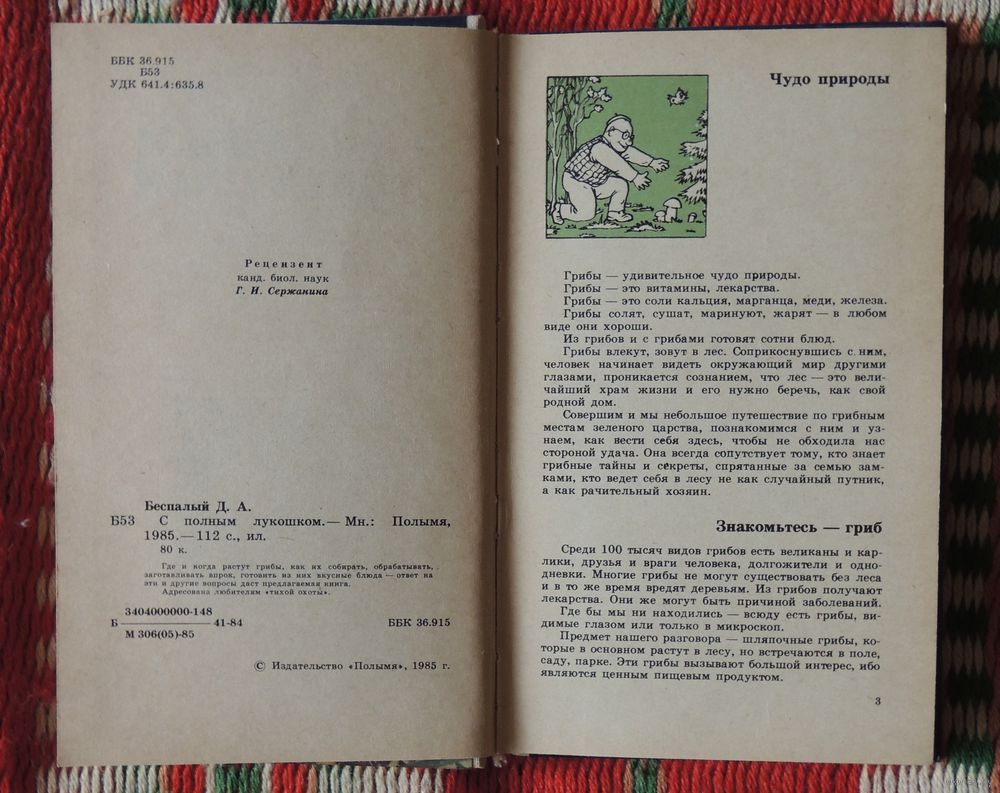 ББК 36.915
Б53
УДК 641.4:635.8
Рецензент
канд. биол. наук
Г. И. Сержанина
Беспалый Д. А.
Б53 С полным лукошком.— Мн.: Полымя,
1985.— 112 с., ил.
80 к.
Где и когда растут грибы, как их собирать, обрабатывать,
заготавливать впрок, готовить из них вкусные блюда — ответ на
эти и другие вопросы даст предлагаемая книга.
Адресована любителям «тихой охоты».
3404000000-148
Б ———— 41-84
М 306(05)-85
ББК 36.915
© Издательство «Полымя», 1985 г.
Чудо природы
Грибы — удивительное чудо природы.
Грибы — это витамины, лекарства.
Грибы — это соли кальция, марганца, меди, железа.
Грибы солят, сушат, маринуют, жарят — в любом
виде они хороши.
Из грибов и с грибами готовят сотни блюд.
Грибы влекут, зовут в лес. Соприкоснувшись с ним,
человек начинает видеть окружающий мир другими
глазами, проникается сознанием, что лес — это вели-
чайший храм жизни и его нужно беречь, как свой
родной дом.
Совершим и мы небольшое путешествие по грибным
местам зеленого царства, познакомимся с ним и уз-
наем, как вести себя здесь, чтобы не обходила нас
стороной удача. Она всегда сопутствует тому, кто знает
грибные тайны и секреты, спрятанные за семью зам-
ками, кто ведет себя в лесу не как случайный путник,
а как рачительный хозяин.
Знакомьтесь — гриб
Среди 100 тысяч видов грибов есть великаны и кар-
лики, друзья и враги человека, долгожители и одно-
дневки. Многие грибы не могут существовать без леса
и в то же время вредят деревьям. Из грибов получают
лекарства. Они же могут быть причиной заболеваний.
Где бы мы ни находились — всюду есть грибы, ви-
димые глазом или только в микроскоп.
Предмет нашего разговора — шляпочные грибы, ко-
торые в основном растут в лесу, но встречаются в поле,
саду, парке. Эти грибы вызывают большой интерес, ибо
являются ценным пищевым продуктом.
3